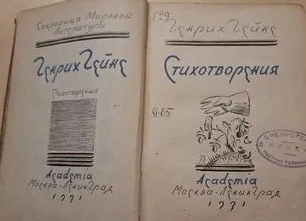 Сокровища Мировой
Литературы
Генрих Гейне
Стихотворения
Academia
Москва-Ленинград
1931
Генрих Гейне
Стихотворения
Academia
Москва-Ленинград
1931